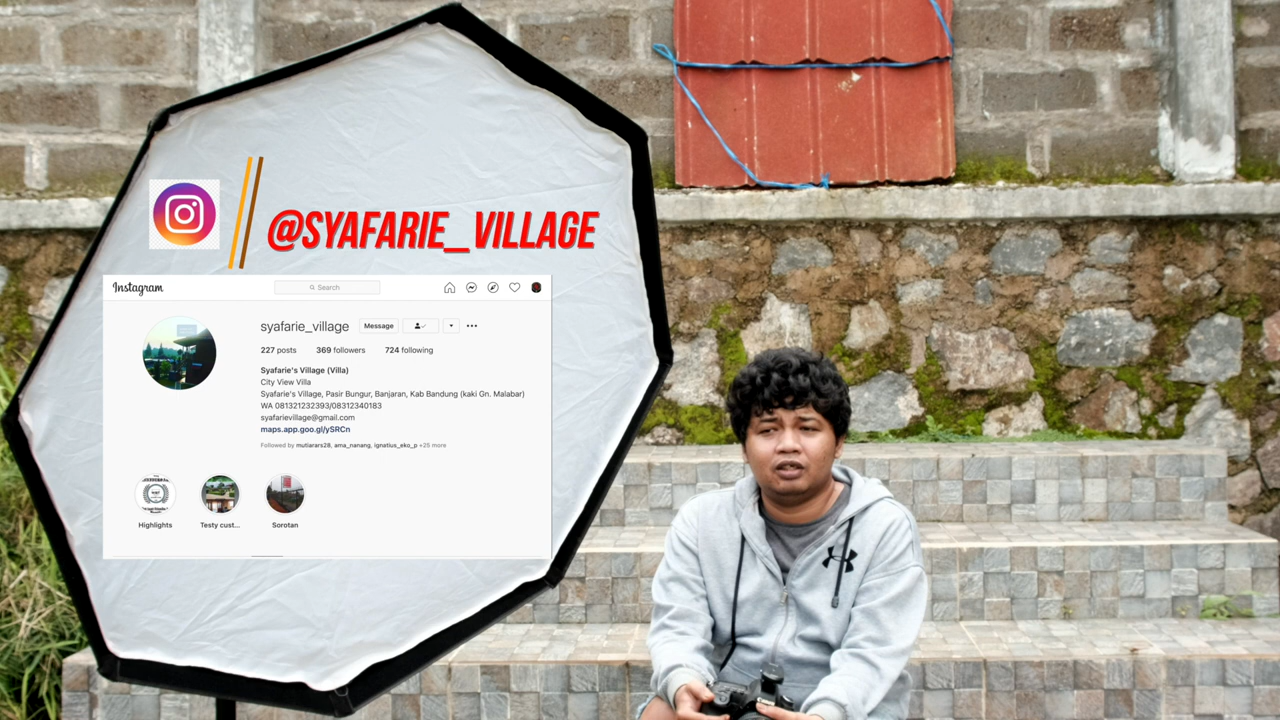 @SYAFARIE_VILLAGE
Instagram
Search
syafarie_village Message
227 posts 369 followers 724 following
Syafarie's Village (Villa)
City View Villa
Syafarie's Village, Pasir Bungur, Banjaran, Kab Bandung (kaki Gn. Malabar)
WA 081321232393/08312340183
syafarievillage@gmail.com
maps.app.goo.gl/ySRCn
Followed by mutiarars28, ama_nanang, ignatius_eko_p +25 more
Highlights Testy cust... Sorotan